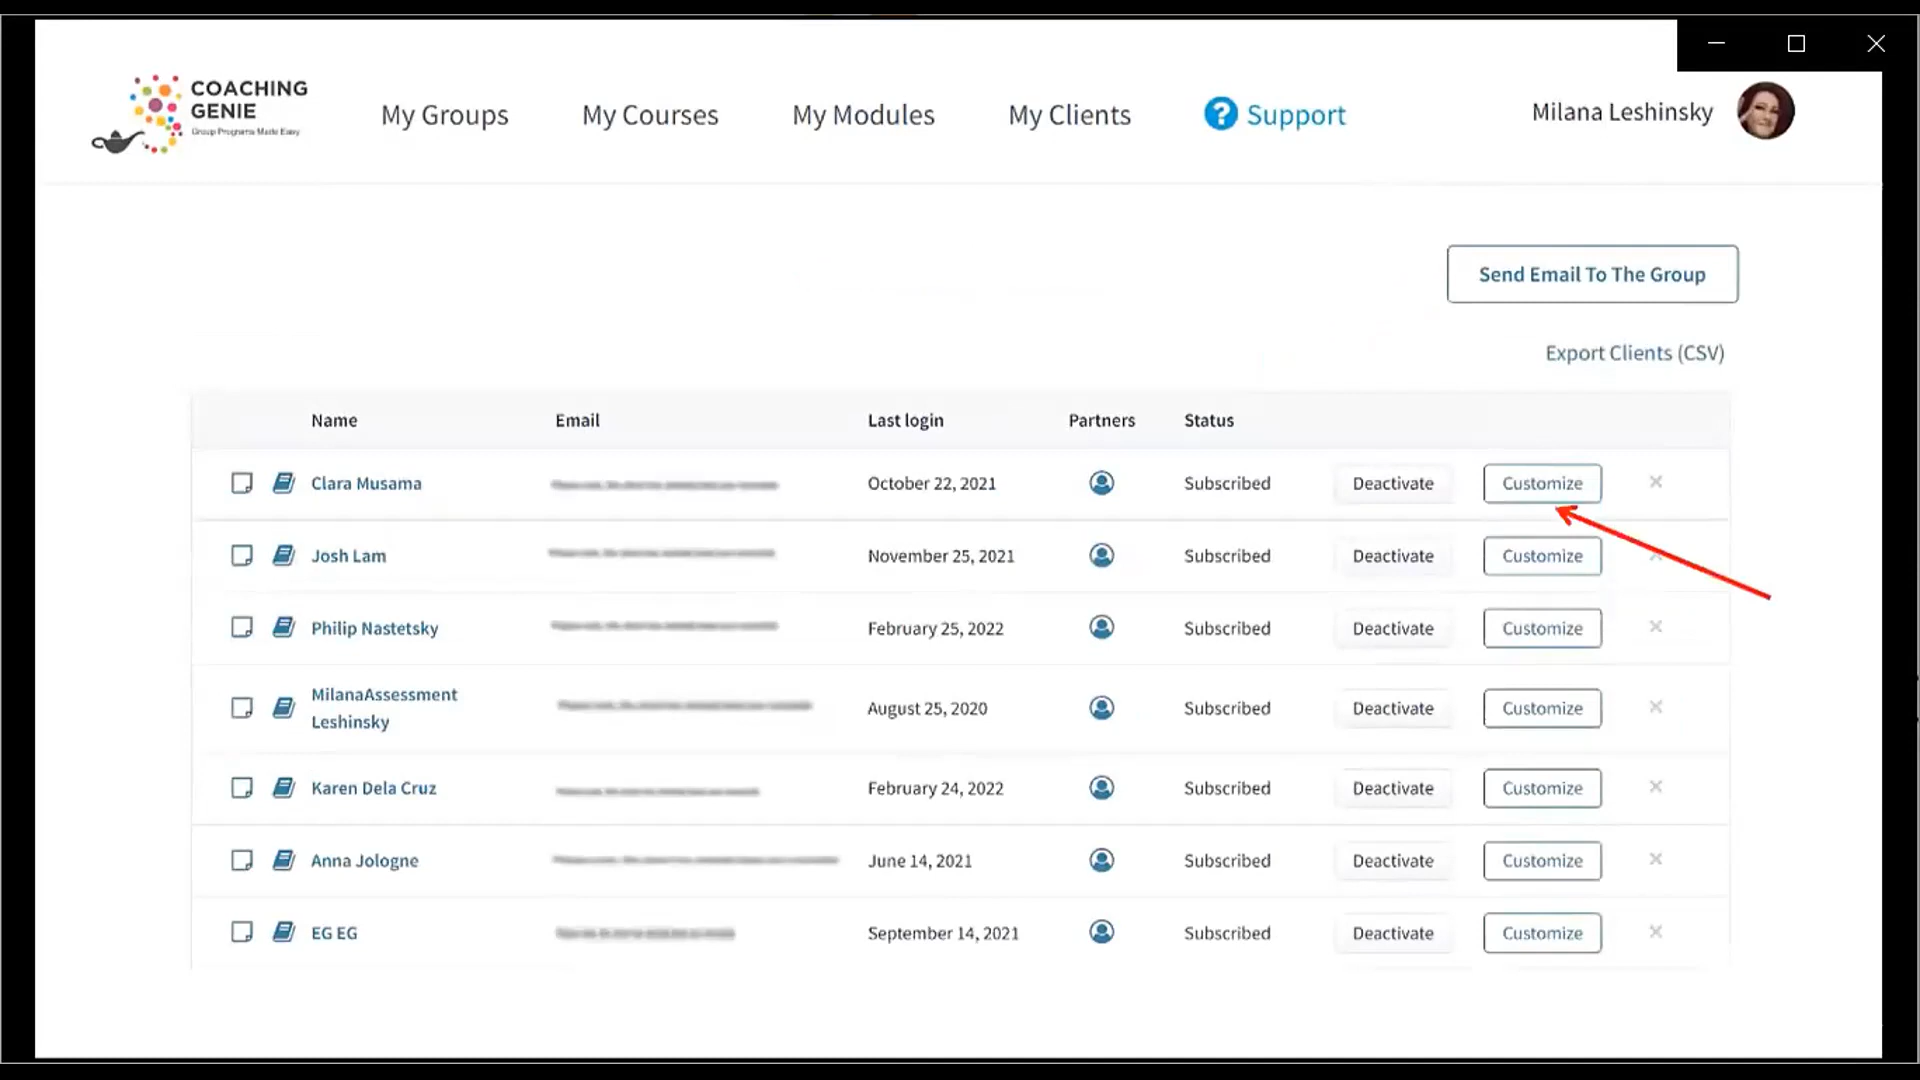 COACHING
GENIE
Group Programs Made Easy
My Groups
My Courses
My Modules
My Clients
? Support
Milana Leshinsky
Send Email To The Group
Export Clients (CSV)
Name Email Last login Partners Status
Clara Musama October 22, 2021 Subscribed Deactivate Customize
Josh Lam November 25, 2021 Subscribed Deactivate Customize
Philip Nastetsky February 25, 2022 Subscribed Deactivate Customize
MilanaAssessment
Leshinsky August 25, 2020 Subscribed Deactivate Customize
Karen Dela Cruz February 24, 2022 Subscribed Deactivate Customize
Anna Jologne June 14, 2021 Subscribed Deactivate Customize
EG EG September 14, 2021 Subscribed Deactivate Customize